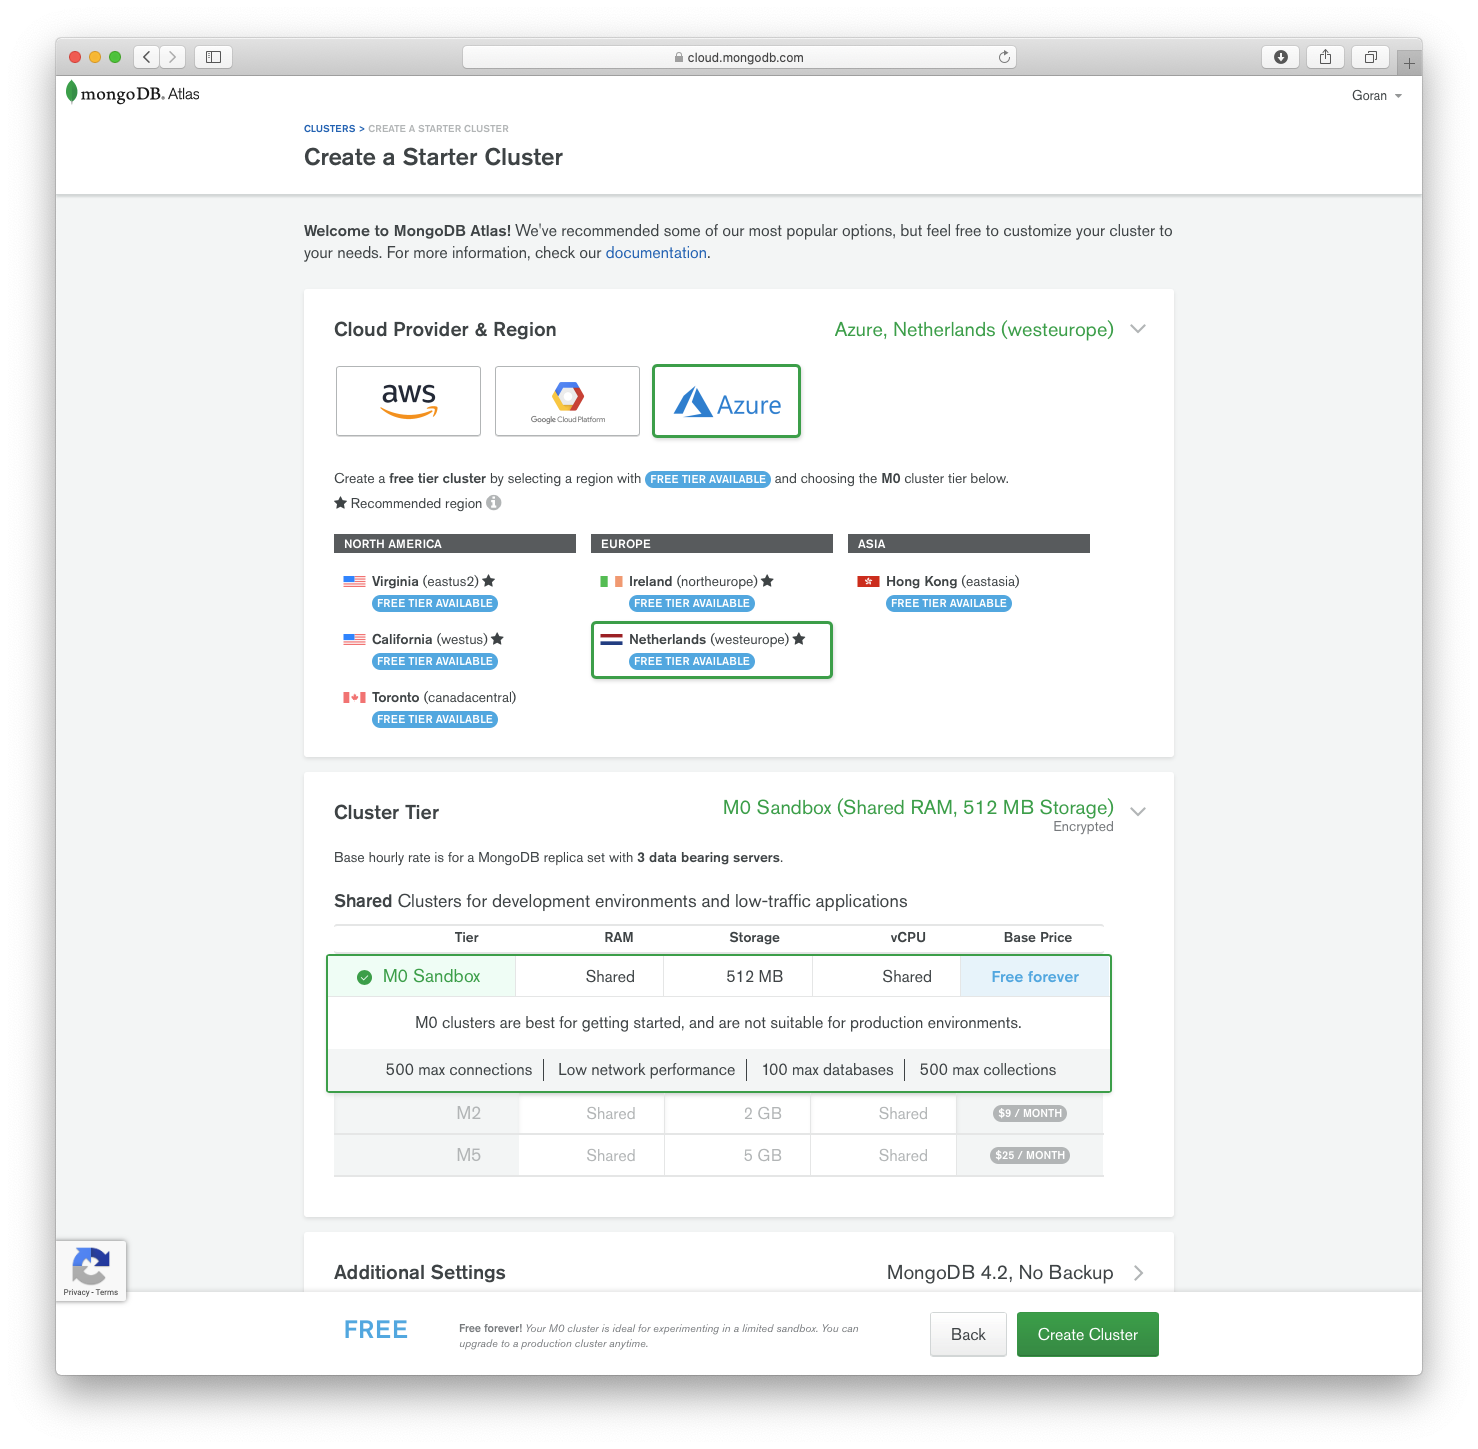 cloud.mongodb.com
mongoDB. Atlas
Goran
CLUSTERS > CREATE A STARTER CLUSTER
Create a Starter Cluster
Welcome to MongoDB Atlas! We've recommended some of our most popular options, but feel free to customize your cluster to
your needs. For more information, check our documentation.
Cloud Provider & Region
Azure, Netherlands (westeurope)
aws
Google Cloud Platform
Azure
Create a free tier cluster by selecting a region with FREE TIER AVAILABLE and choosing the M0 cluster tier below.
★ Recommended region
NORTH AMERICA
Virginia (eastus2) ★
FREE TIER AVAILABLE
California (westus) ★
FREE TIER AVAILABLE
Toronto (canadacentral)
FREE TIER AVAILABLE
EUROPE
Ireland (northeurope) ★
FREE TIER AVAILABLE
Netherlands (westeurope) ★
FREE TIER AVAILABLE
ASIA
Hong Kong (eastasia)
FREE TIER AVAILABLE
Cluster Tier
M0 Sandbox (Shared RAM, 512 MB Storage)
Encrypted
Base hourly rate is for a MongoDB replica set with 3 data bearing servers.
Shared Clusters for development environments and low-traffic applications
Tier RAM Storage vCPU Base Price
M0 Sandbox Shared 512 MB Shared Free forever
M0 clusters are best for getting started, and are not suitable for production environments.
500 max connections | Low network performance | 100 max databases | 500 max collections
M2 Shared 2 GB Shared $9 / MONTH
M5 Shared 5 GB Shared $25 / MONTH
Additional Settings
MongoDB 4.2, No Backup
Privacy - Terms
FREE
Free forever! Your M0 cluster is ideal for experimenting in a limited sandbox. You can
upgrade to a production cluster anytime.
Back
Create Cluster